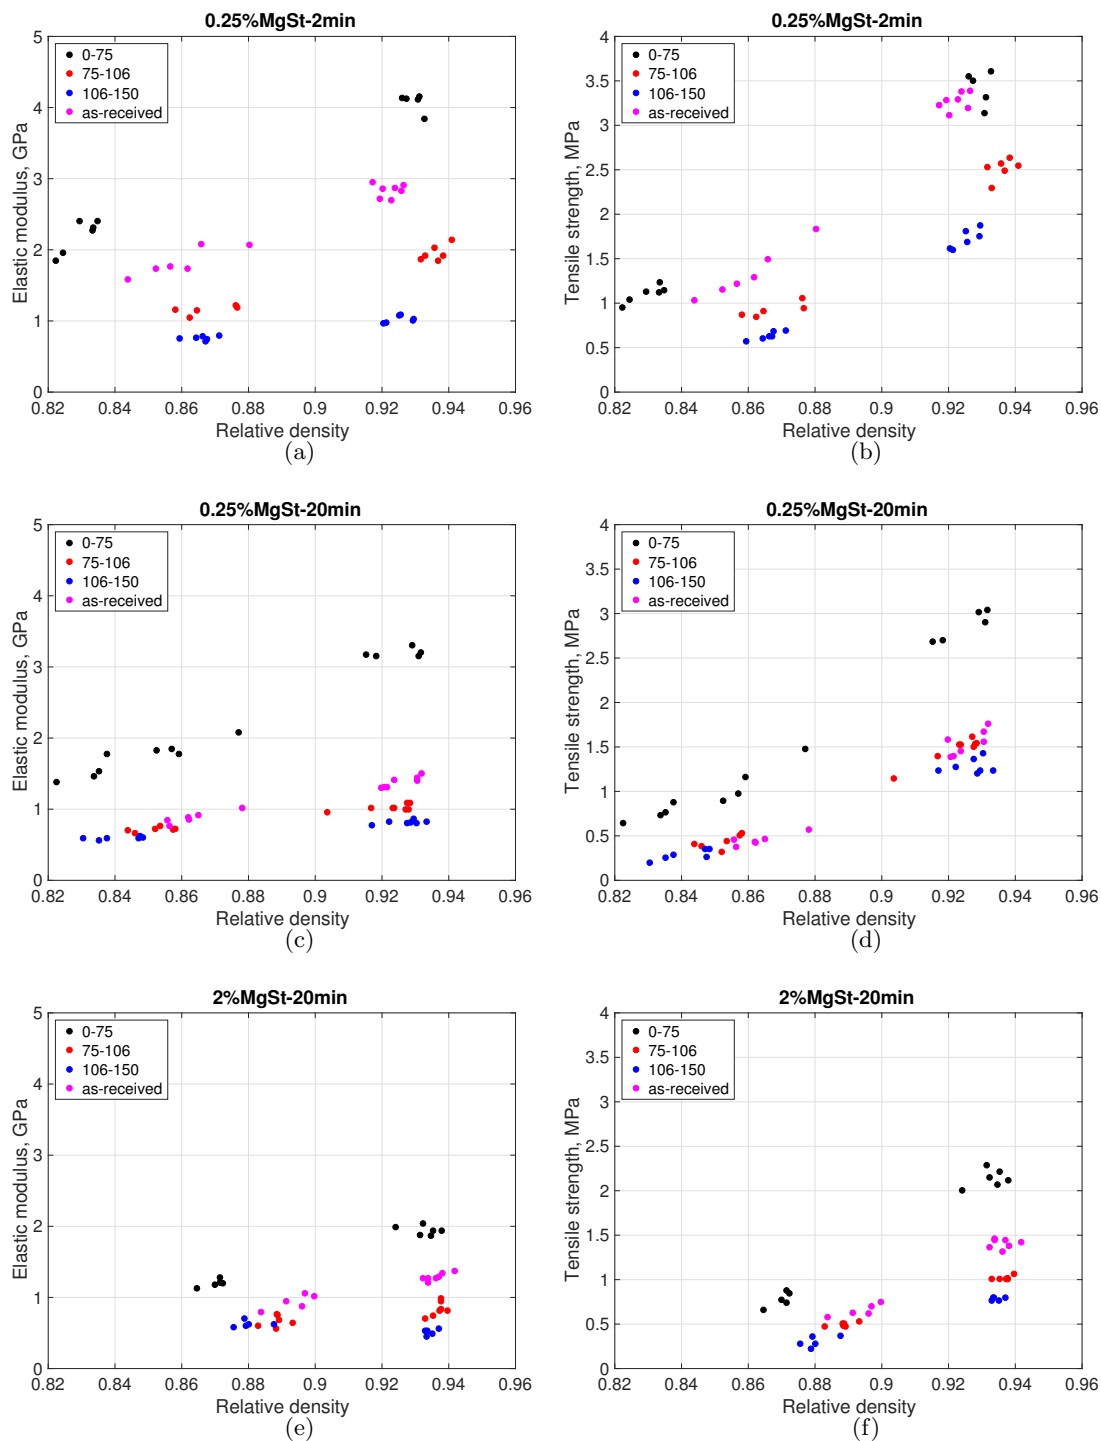 0.25%MgSt-2min
5
4
3
2
1
0
Elastic modulus, GPa
0-75
75-106
106-150
as-received
0.82 0.84 0.86 0.88 0.9 0.92 0.94 0.96
Relative density
(a)
0.25%MgSt-2min
4
3.5
3
2.5
2
1.5
1
0.5
0
Tensile strength, MPa
0-75
75-106
106-150
as-received
0.82 0.84 0.86 0.88 0.9 0.92 0.94 0.96
Relative density
(b)
0.25%MgSt-20min
5
4
3
2
1
0
Elastic modulus, GPa
0-75
75-106
106-150
as-received
0.82 0.84 0.86 0.88 0.9 0.92 0.94 0.96
Relative density
(c)
0.25%MgSt-20min
4
3.5
3
2.5
2
1.5
1
0.5
0
Tensile strength, MPa
0-75
75-106
106-150
as-received
0.82 0.84 0.86 0.88 0.9 0.92 0.94 0.96
Relative density
(d)
2%MgSt-20min
5
4
3
2
1
0
Elastic modulus, GPa
0-75
75-106
106-150
as-received
0.82 0.84 0.86 0.88 0.9 0.92 0.94 0.96
Relative density
(e)
2%MgSt-20min
4
3.5
3
2.5
2
1.5
1
0.5
0
Tensile strength, MPa
0-75
75-106
106-150
as-received
0.82 0.84 0.86 0.88 0.9 0.92 0.94 0.96
Relative density
(f)